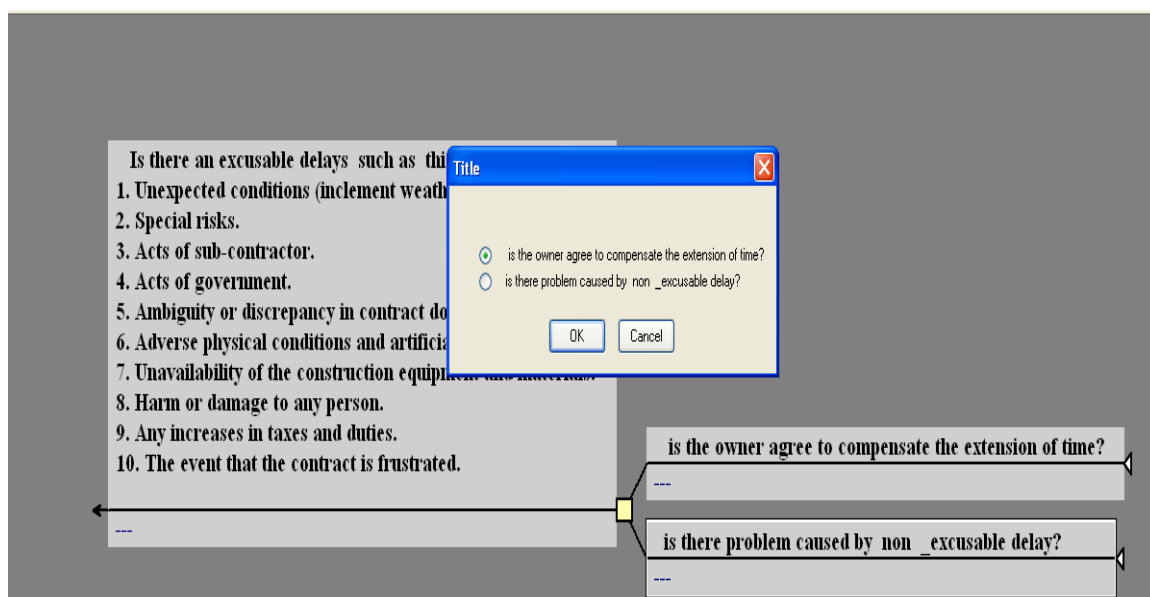 Is there an excusable delays such as thi
1. Unexpected conditions (inclement weath
2. Special risks.
3. Acts of sub-contractor.
4. Acts of government.
5. Ambiguity or discrepancy in contract do
6. Adverse physical conditions and artificia
7. Unavailability of the construction equipment and materials.
8. Harm or damage to any person.
9. Any increases in taxes and duties.
10. The event that the contract is frustrated.
---
Title
is the owner agree to compensate the extension of time?
is there problem caused by non _excusable delay?
OK Cancel
is the owner agree to compensate the extension of time?
---
is there problem caused by non _excusable delay?
---